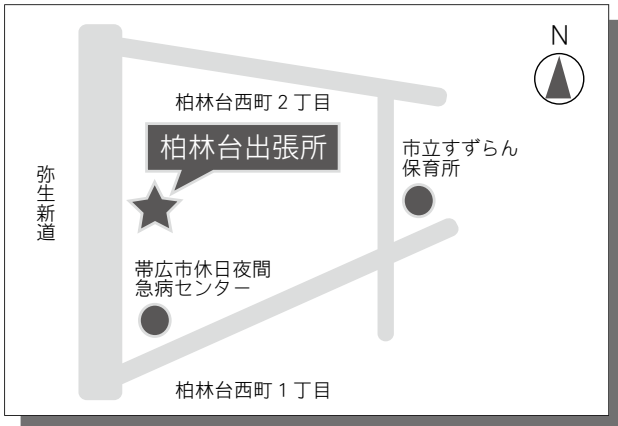 N
柏林台西町2丁目
柏林台出張所
市立すずらん
保育所
弥生新道
帯広市休日夜間
急病センター
柏林台西町1丁目